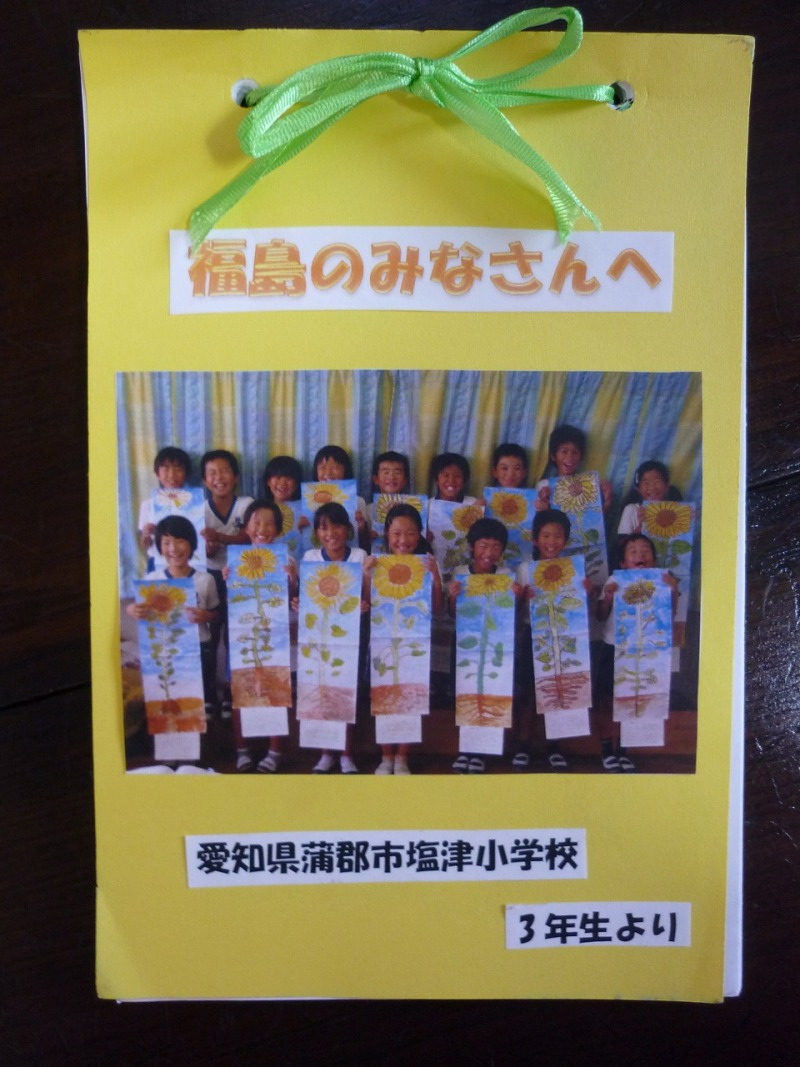 福島のみなさんへ
愛知県蒲郡市塩津小学校
3年生より